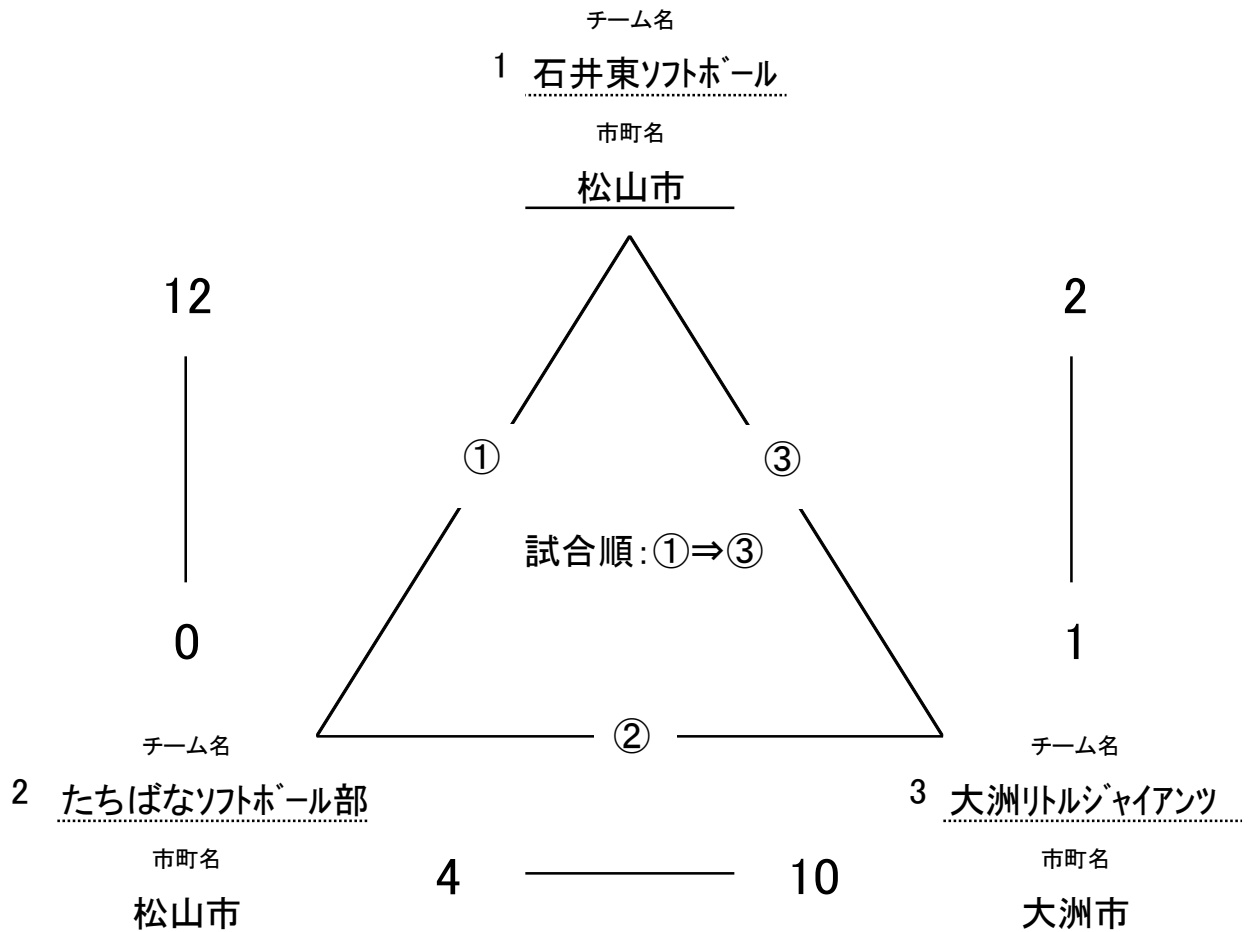 チーム名
1 石井東ｿﾌﾄﾎﾞｰﾙ
市町名
松山市
12
2
①
③
試合順：①⇒③
0
1
②
チーム名
チーム名
2 たちばなｿﾌﾄﾎﾞｰﾙ部
3 大洲ﾘﾄﾙｼﾞｬｲｱﾝﾂ
市町名
市町名
4
10
松山市
大洲市